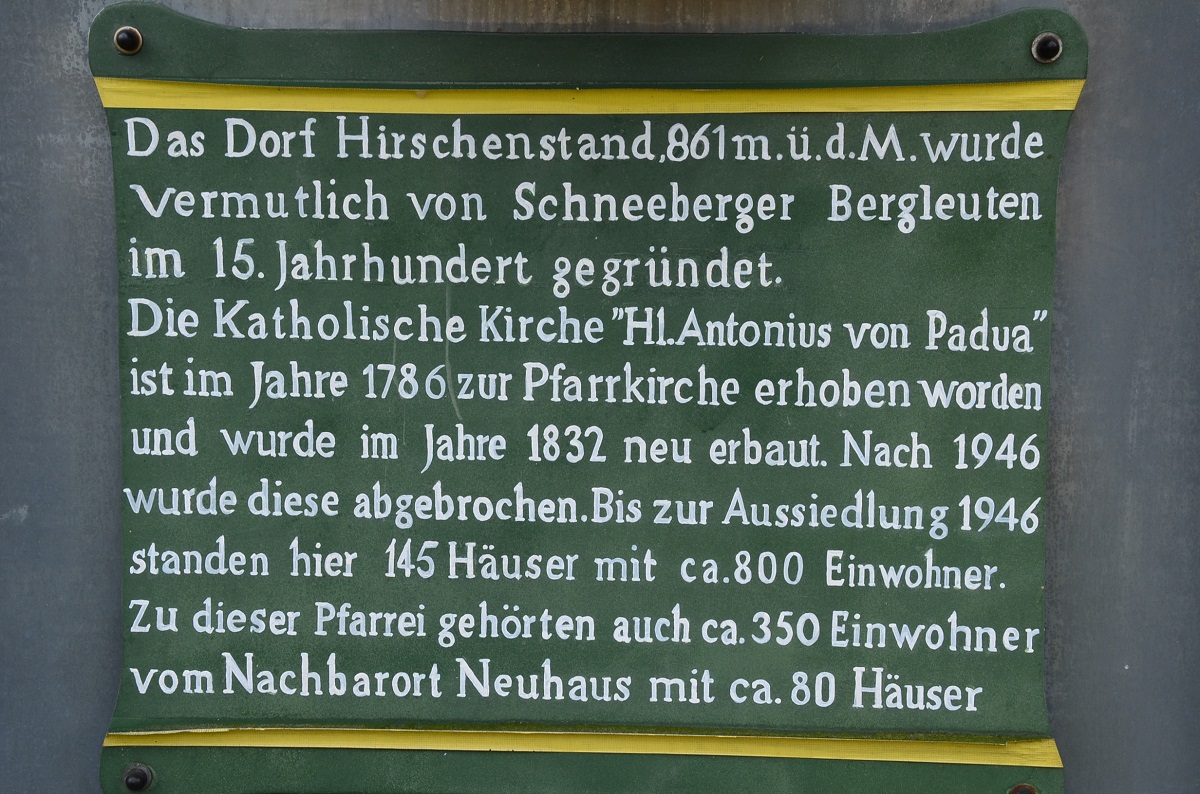 Das Dorf Hirschenstand,861m.ü.d.M.wurde
vermutlich von Schneeberger Bergleuten
im 15. Jahrhundert gegründet.
Die Katholische Kirche "Hl.Antonius von Padua"
ist im Jahre 1786 zur Pfarrkirche erhoben worden
und wurde im Jahre 1832 neu erbaut. Nach 1946
wurde diese abgebrochen.Bis zur Aussiedlung 1946
standen hier 145 Häuser mit ca.800 Einwohner.
Zu dieser Pfarrei gehörten auch ca.350 Einwohner
vom Nachbarort Neuhaus mit ca. 80 Häuser